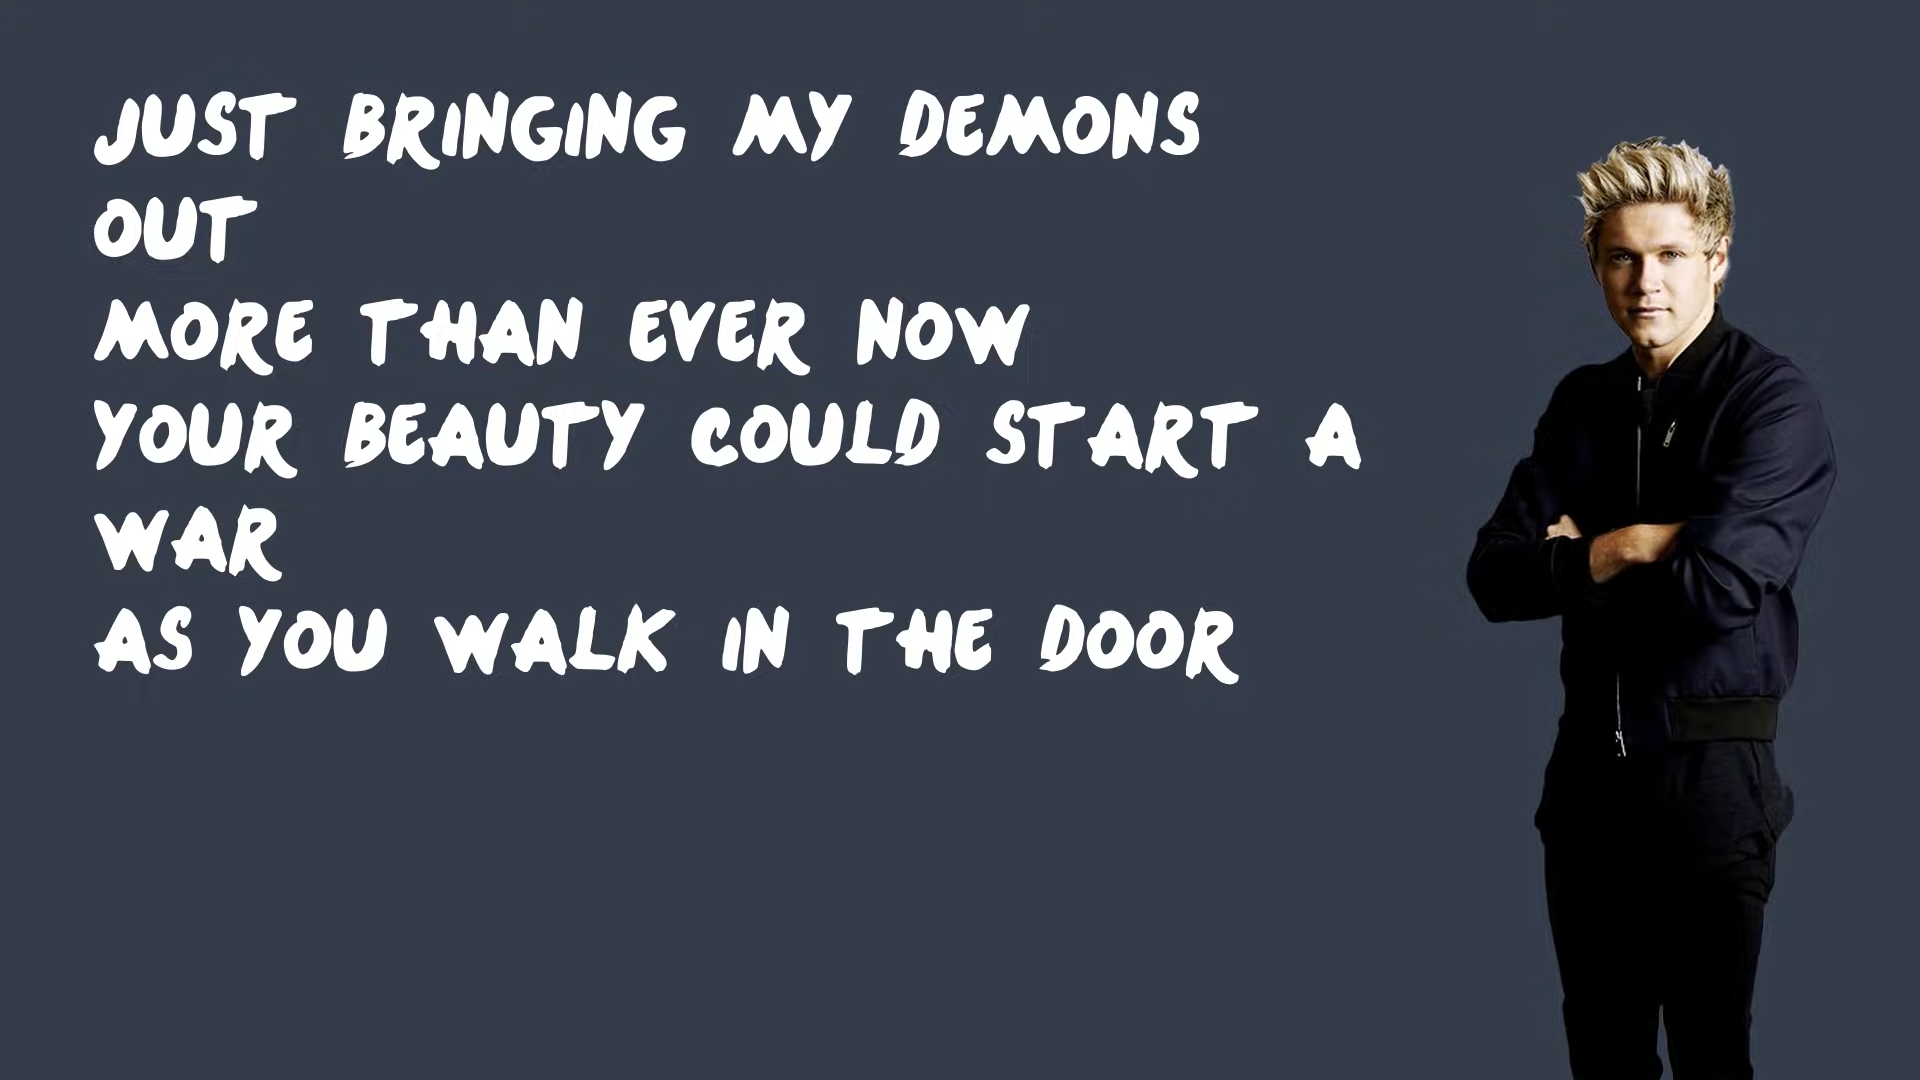 JUST BRINGING MY DEMONS
OUT
MORE THAN EVER NOW
YOUR BEAUTY COULD START A
WAR
AS YOU WALK IN THE DOOR